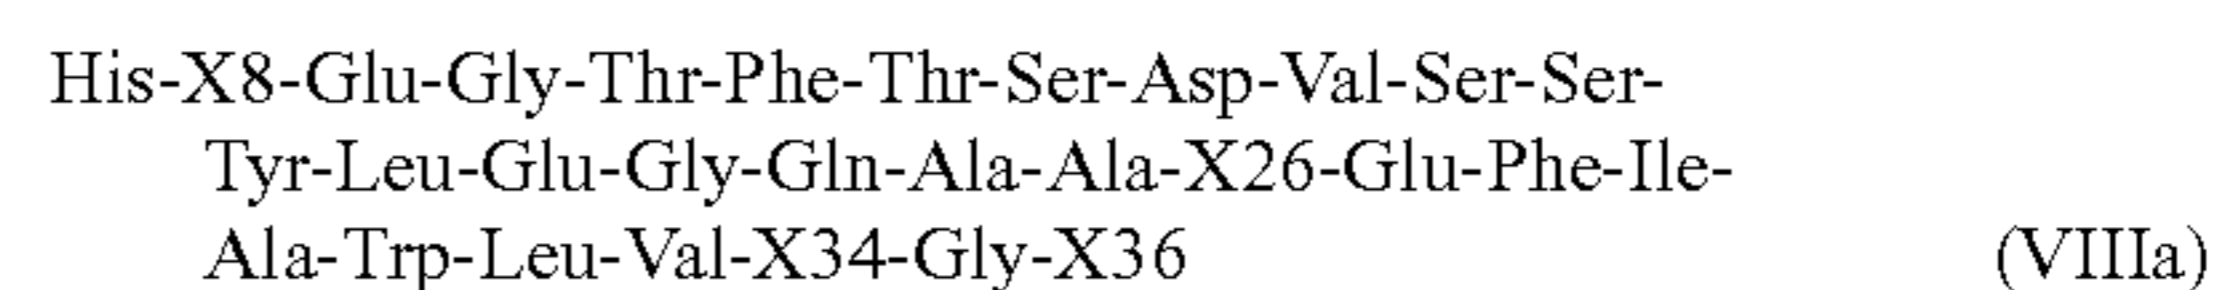 His-X8-Glu-Gly-Thr-Phe-Thr-Ser-Asp-Val-Ser-Ser-
Tyr-Leu-Glu-Gly-Gln-Ala-Ala-X26-Glu-Phe-Ile-
Ala-Trp-Leu-Val-X34-Gly-X36 (VIIIa)